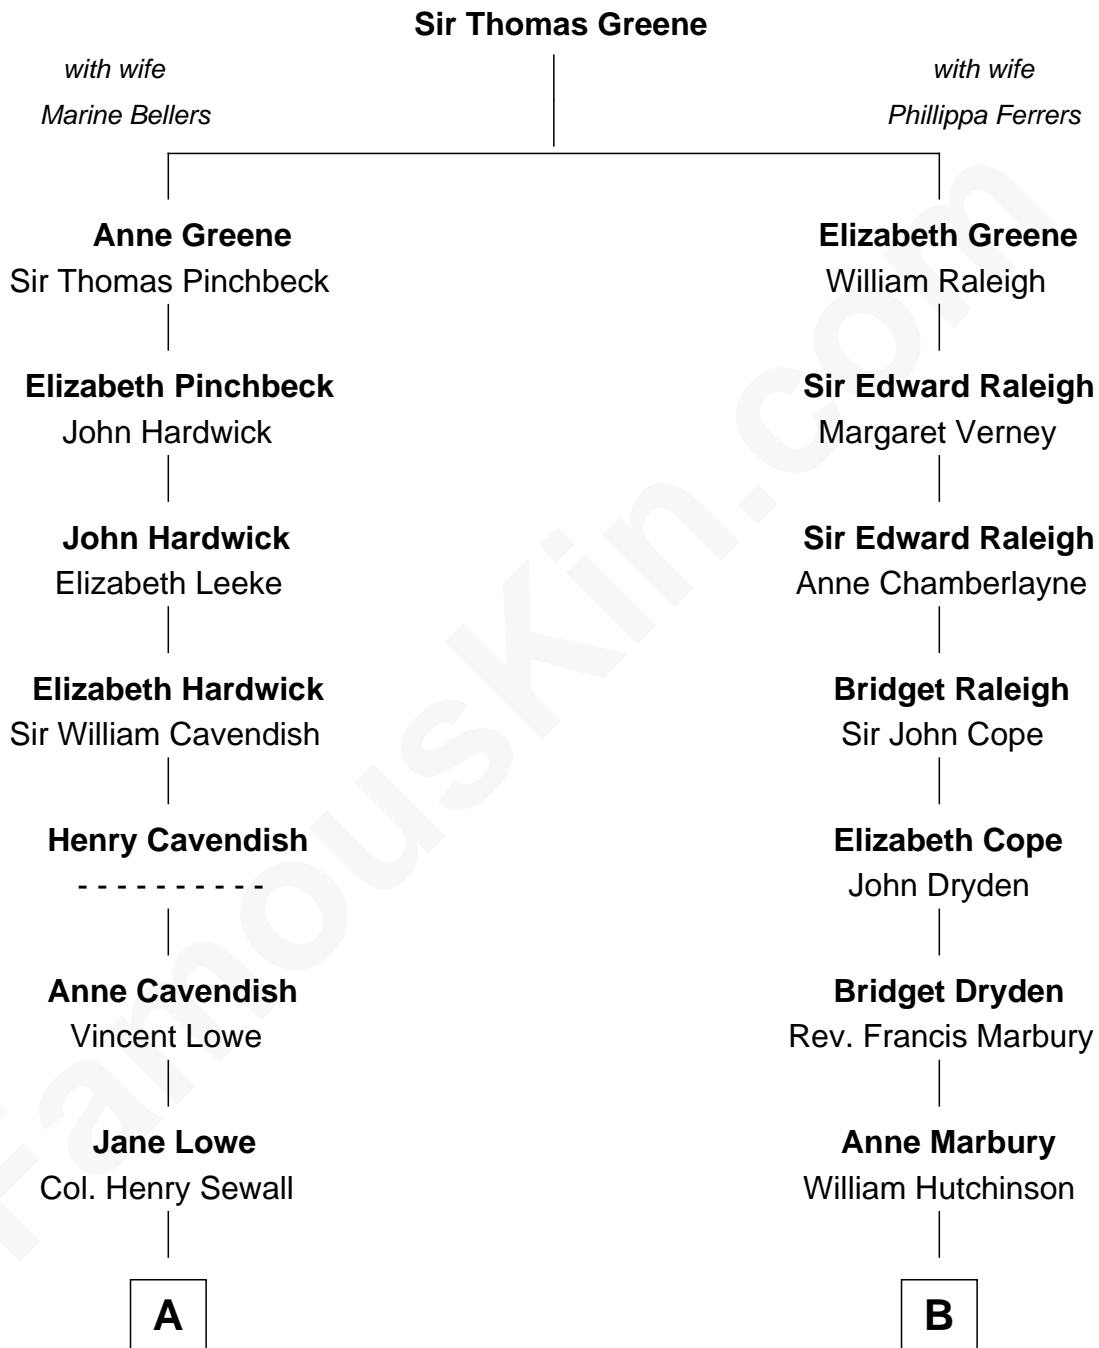 Sir Thomas Greene
with wife
Marine Bellers
with wife
Phillippa Ferrers
Anne Greene
Sir Thomas Pinchbeck
Elizabeth Greene
William Raleigh
Elizabeth Pinchbeck
John Hardwick
Sir Edward Raleigh
Margaret Verney
John Hardwick
Elizabeth Leeke
Sir Edward Raleigh
Anne Chamberlayne
Elizabeth Hardwick
Sir William Cavendish
Bridget Raleigh
Sir John Cope
Henry Cavendish
- - - - - - - - - -
Elizabeth Cope
John Dryden
Anne Cavendish
Vincent Lowe
Bridget Dryden
Rev. Francis Marbury
Jane Lowe
Col. Henry Sewall
Anne Marbury
William Hutchinson
A
B
FamousKin.com